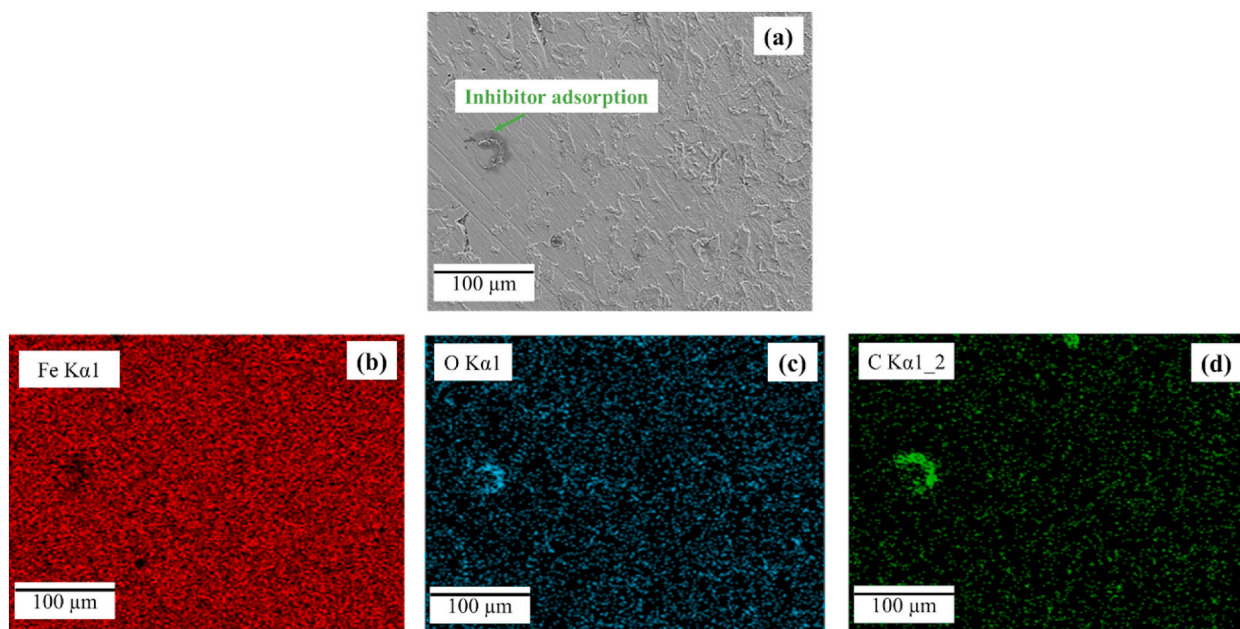 (a)
Inhibitor adsorption
100 μm
Fe Kα1
(b)
100 μm
O Kα1
(c)
100 μm
C Kα1_2
(d)
100 μm